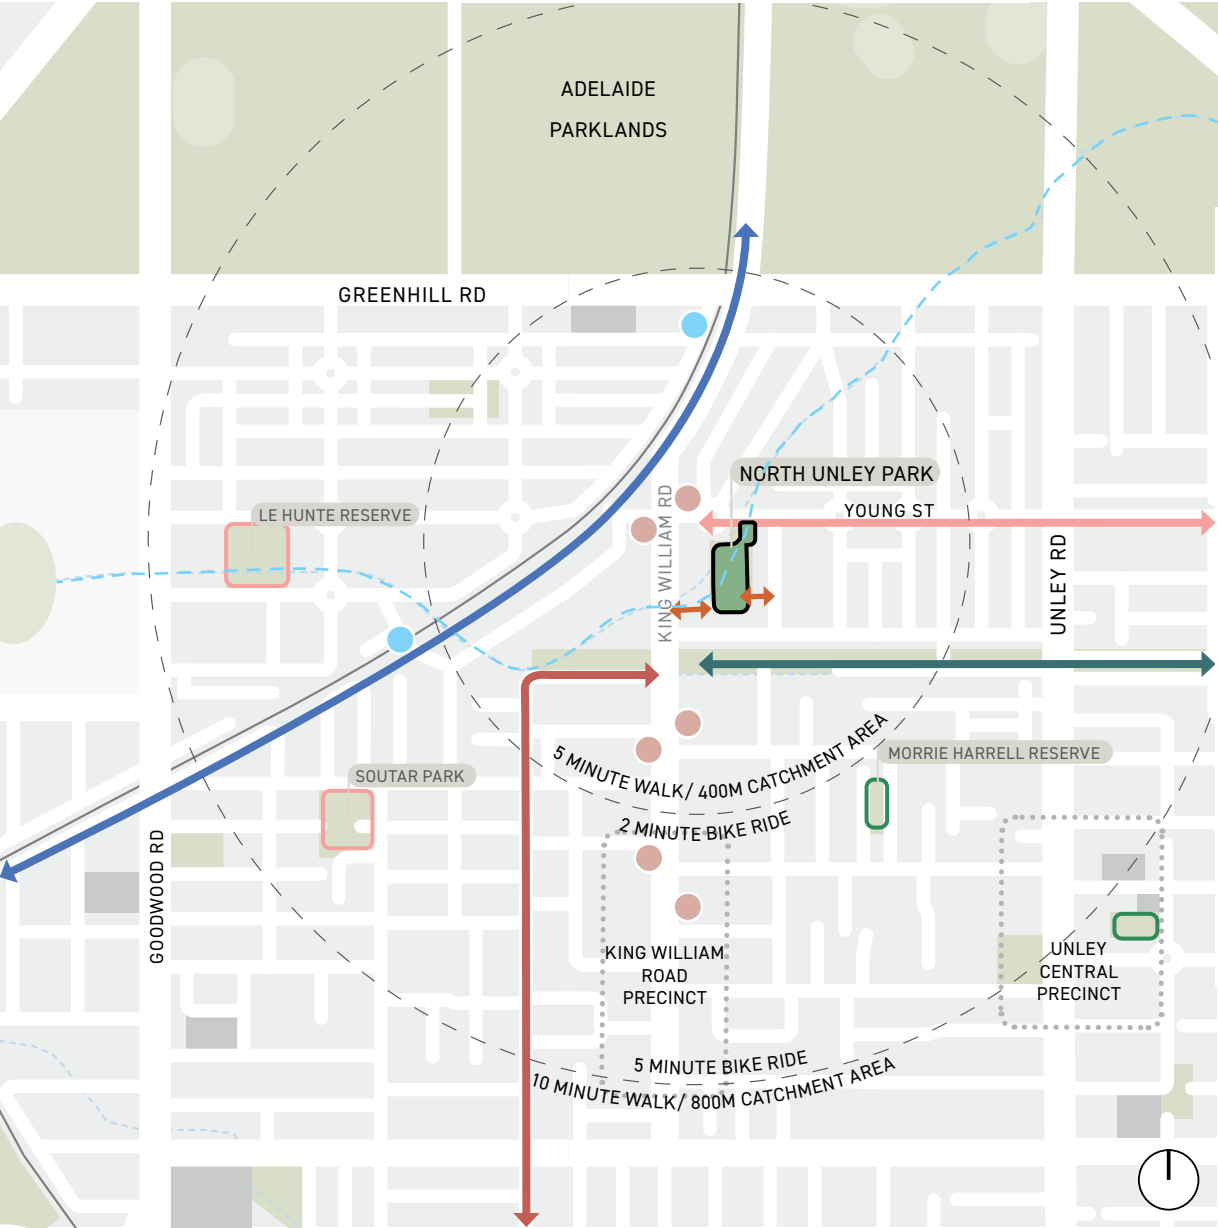 ADELAIDE
PARKLANDS
GREENHILL RD
NORTH UNLEY PARK
LE HUNTE RESERVE
YOUNG ST
KING WILLIAM RD
UNLEY RD
5 MINUTE WALK/ 400M CATCHMENT AREA
MORRIE HARRELL RESERVE
SOUTAR PARK
2 MINUTE BIKE RIDE
GOODWOOD RD
KING WILLIAM
ROAD
PRECINCT
UNLEY
CENTRAL
PRECINCT
5 MINUTE BIKE RIDE
10 MINUTE WALK/ 800M CATCHMENT AREA